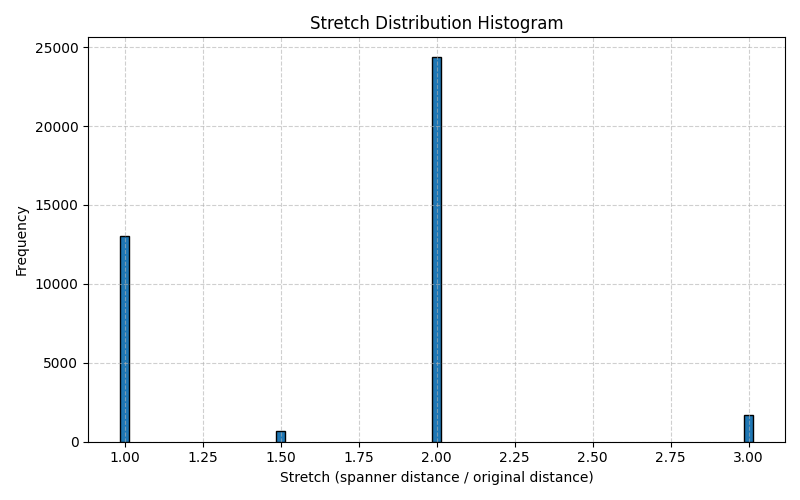 Stretch Distribution Histogram
Frequency
25000
20000
15000
10000
5000
0
1.00 1.25 1.50 1.75 2.00 2.25 2.50 2.75 3.00
Stretch (spanner distance / original distance)